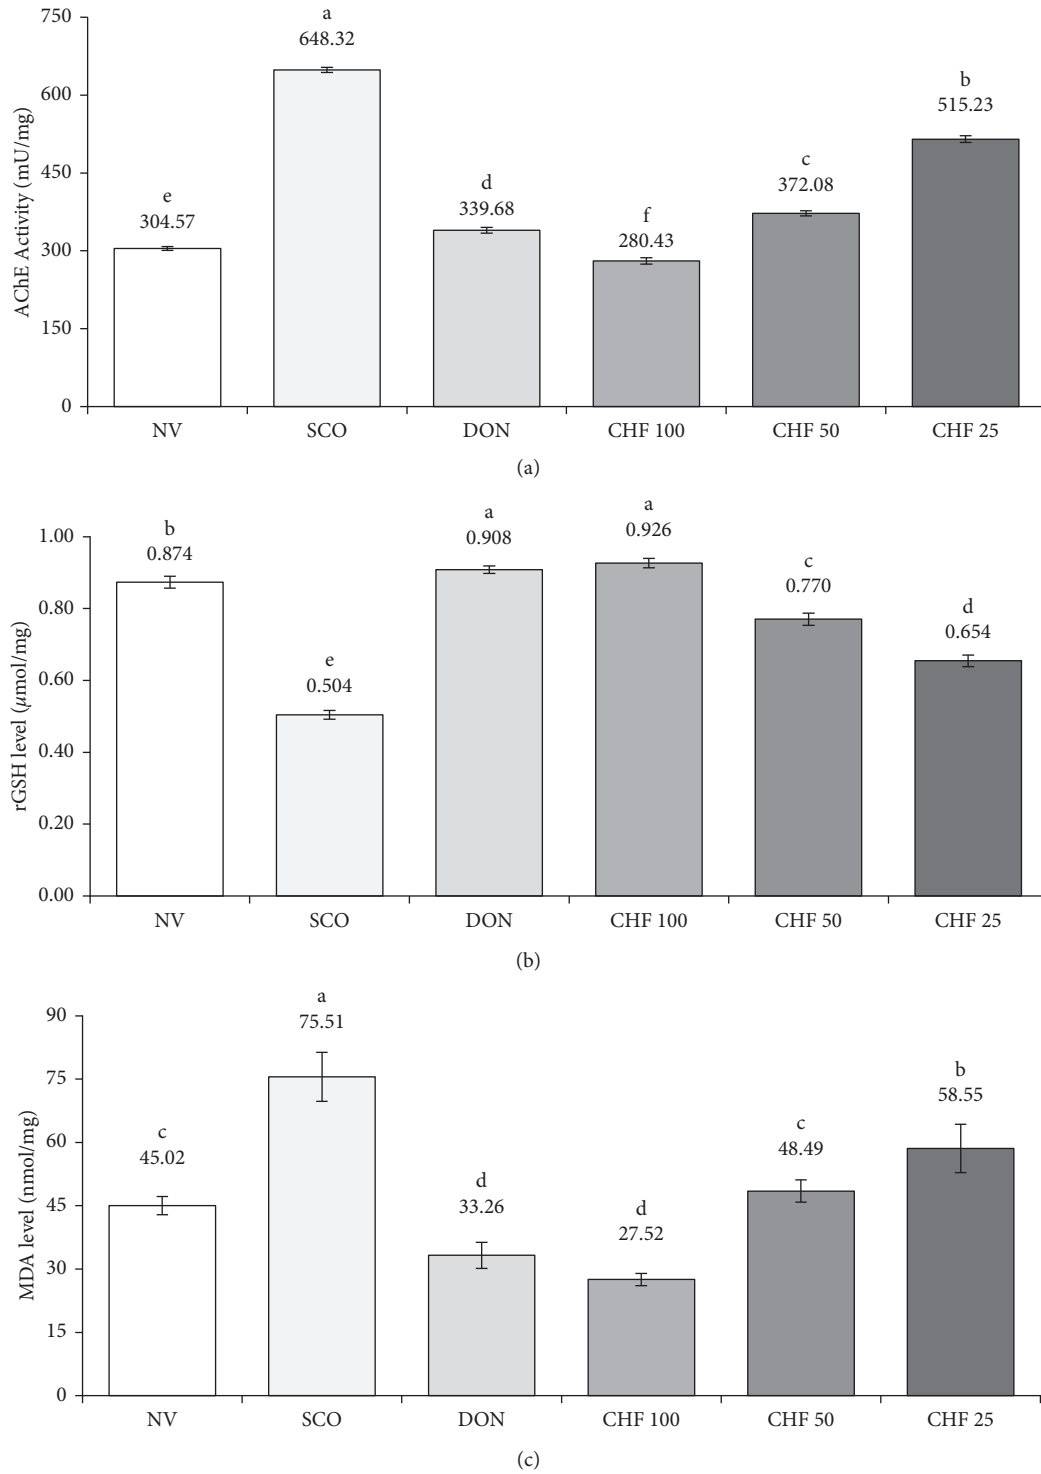 AChE Activity (mU/mg)
750
600
450
300
150
0
e
304.57
a
648.32
d
339.68
f
280.43
c
372.08
b
515.23
NV SCO DON CHF 100 CHF 50 CHF 25
(a)
rGSH level (μmol/mg)
1.00
0.80
0.60
0.40
0.20
0.00
b
0.874
e
0.504
a
0.908
a
0.926
c
0.770
d
0.654
NV SCO DON CHF 100 CHF 50 CHF 25
(b)
MDA level (nmol/mg)
90
75
60
45
30
15
0
c
45.02
a
75.51
d
33.26
d
27.52
c
48.49
b
58.55
NV SCO DON CHF 100 CHF 50 CHF 25
(c)